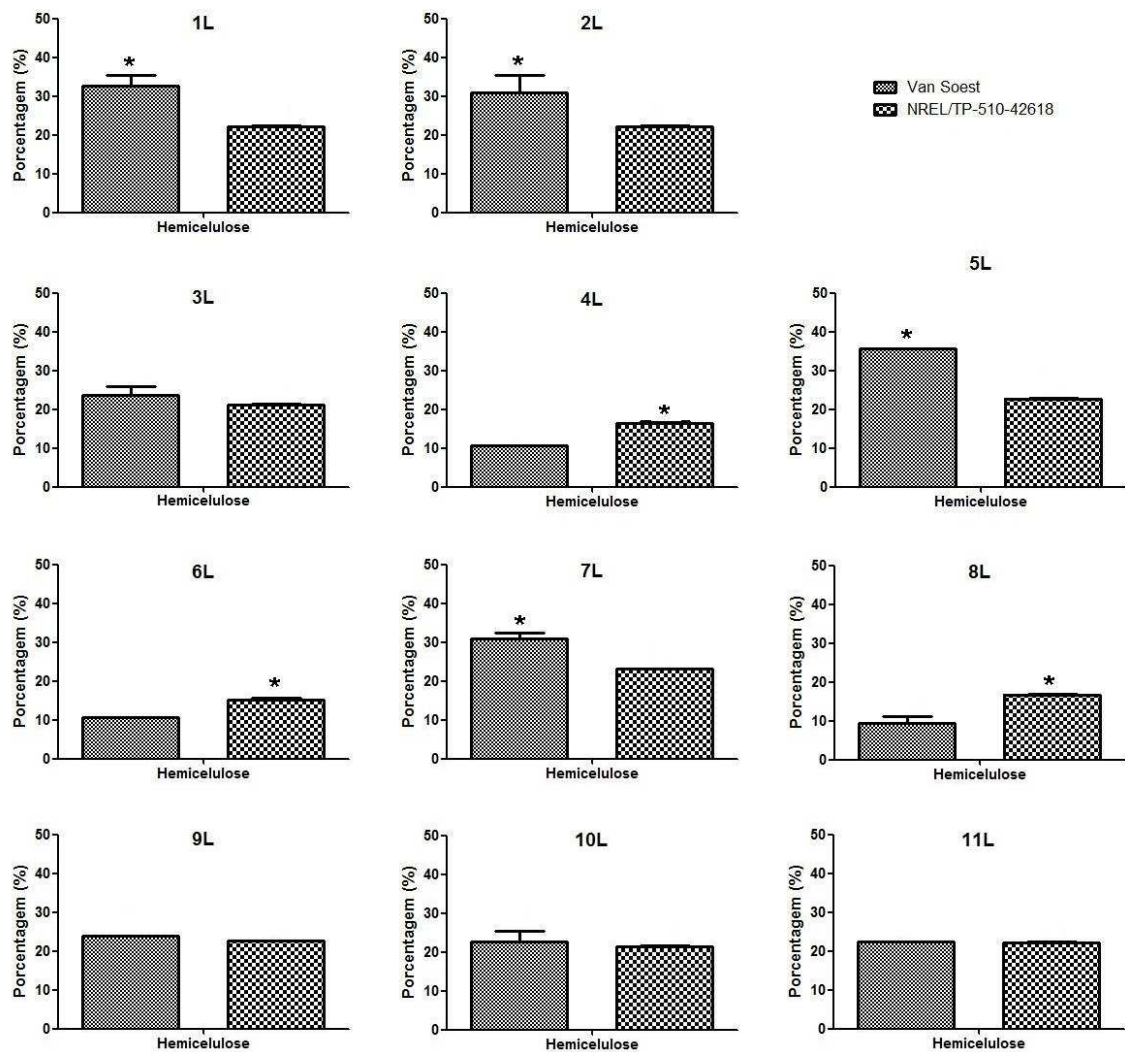 1L
Porcentagem (%)
50
40
30
20
10
0
*
Hemicelulose
2L
Porcentagem (%)
50
40
30
20
10
0
*
Hemicelulose
Van Soest
NREL/TP-510-42618
3L
Porcentagem (%)
50
40
30
20
10
0
Hemicelulose
4L
Porcentagem (%)
50
40
30
20
10
0
*
Hemicelulose
5L
Porcentagem (%)
50
40
30
20
10
0
*
Hemicelulose
6L
Porcentagem (%)
50
40
30
20
10
0
*
Hemicelulose
7L
Porcentagem (%)
50
40
30
20
10
0
*
Hemicelulose
8L
Porcentagem (%)
50
40
30
20
10
0
*
Hemicelulose
9L
Porcentagem (%)
50
40
30
20
10
0
Hemicelulose
10L
Porcentagem (%)
50
40
30
20
10
0
Hemicelulose
11L
Porcentagem (%)
50
40
30
20
10
0
Hemicelulose